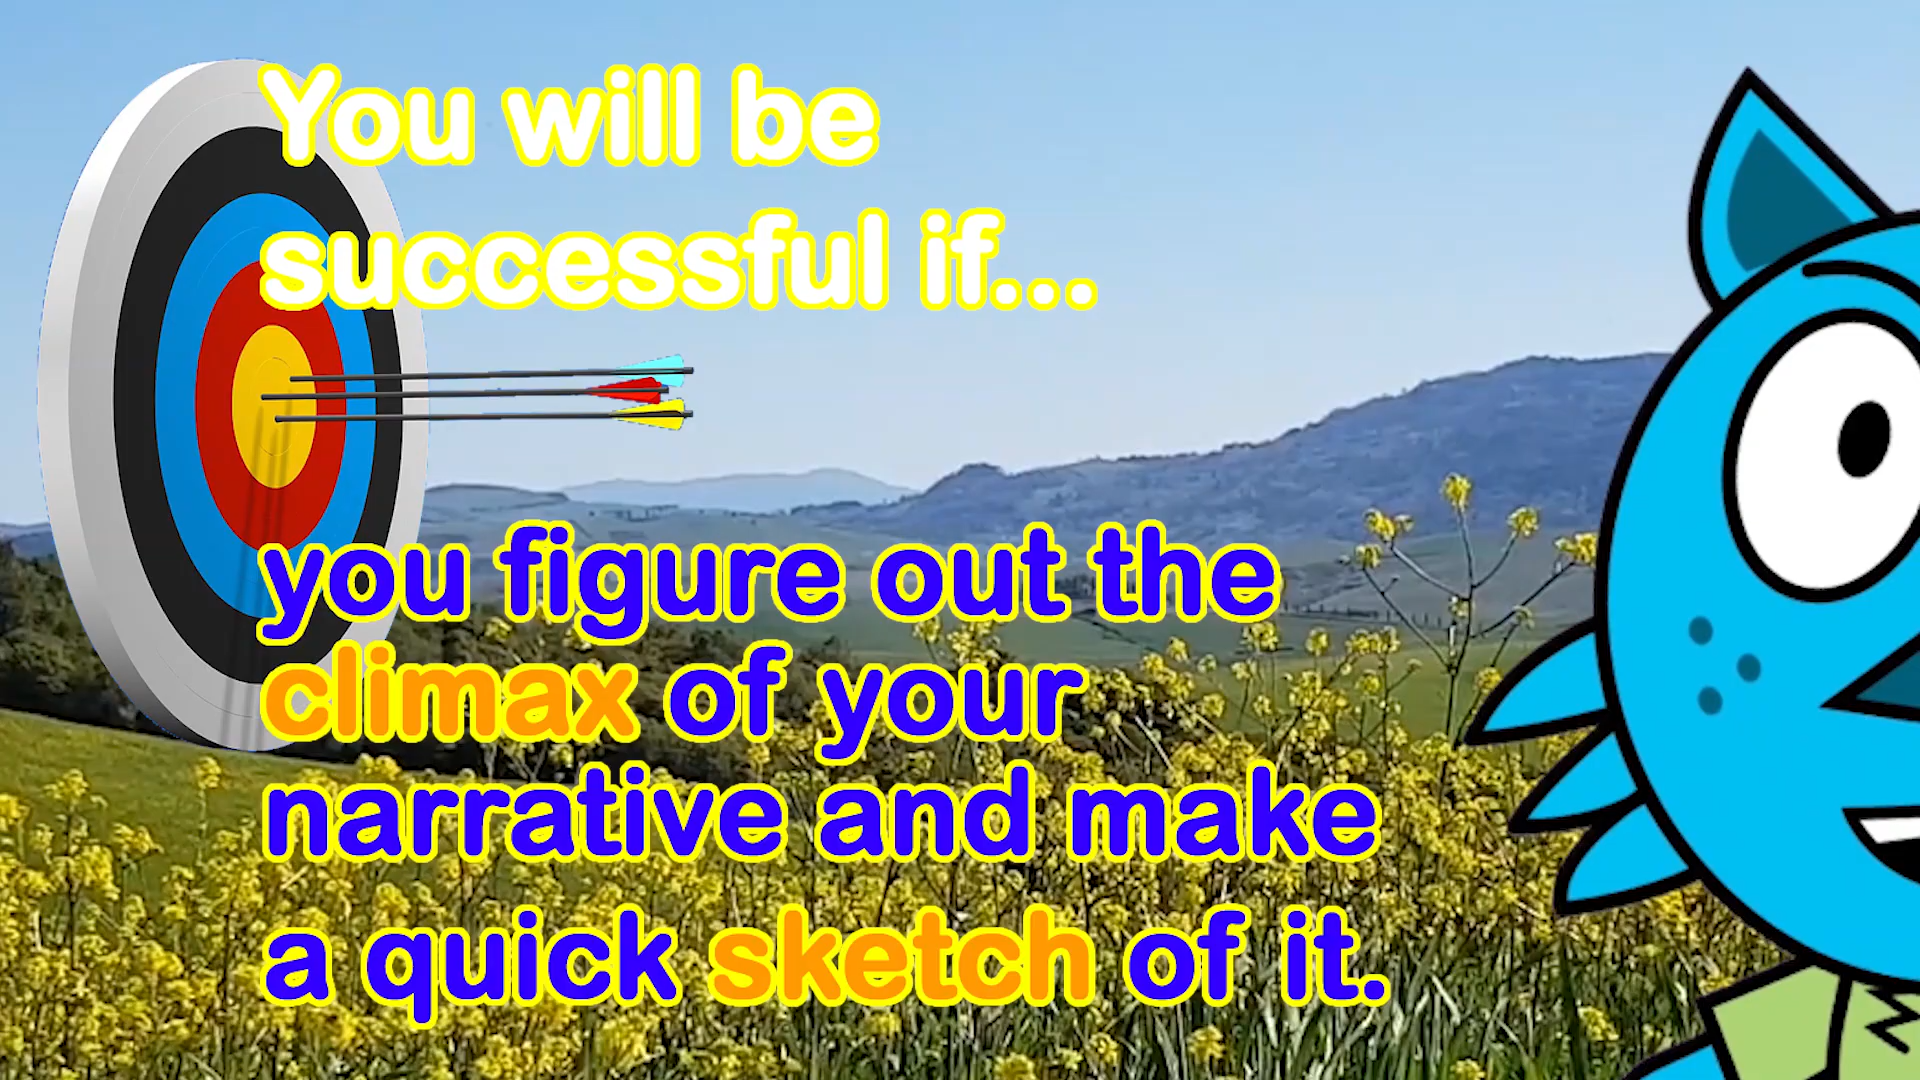 You will be
successful if...
you figure out the
climax of your
narrative and make
a quick sketch of it.